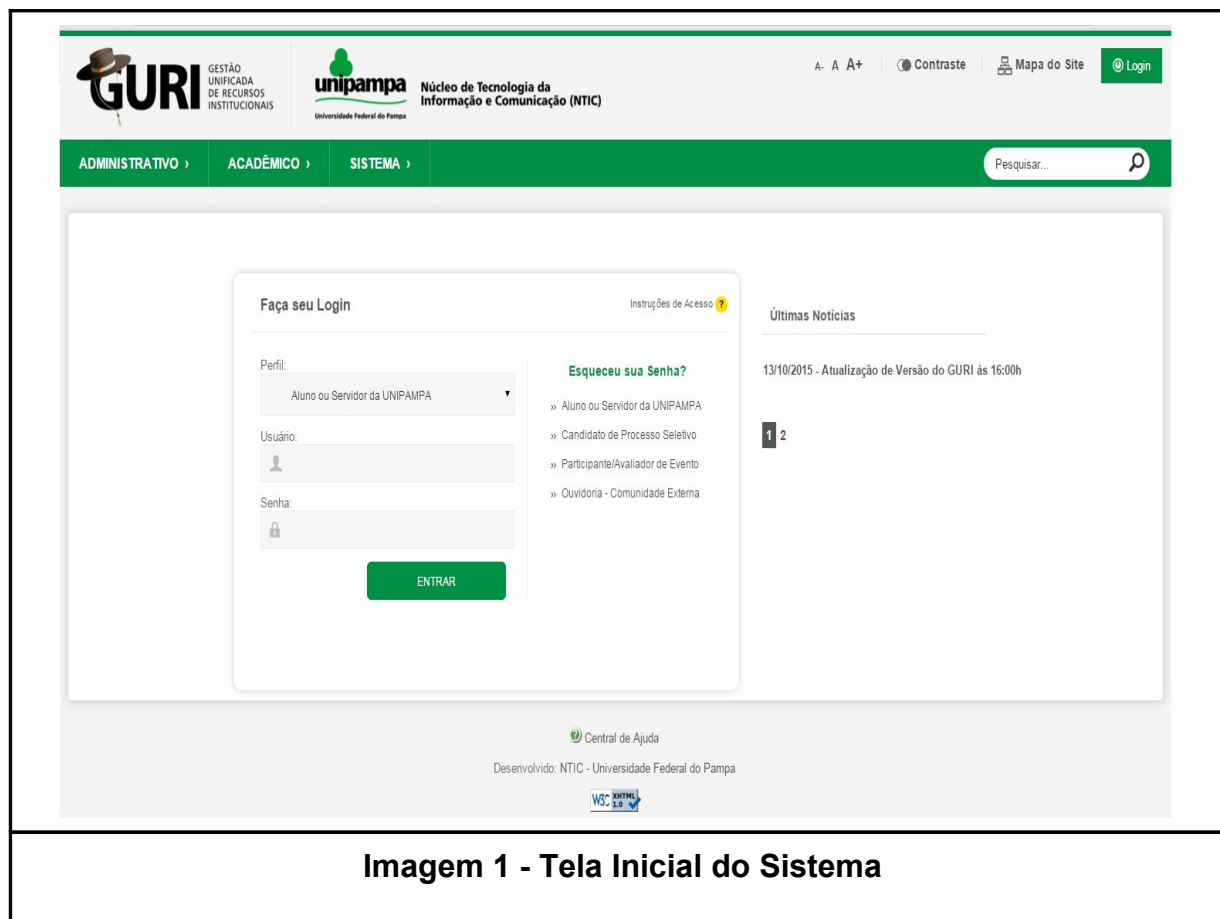 GURI
GESTÃO
UNIFICADA
DE RECURSOS
INSTITUCIONAIS
unipampa
Universidade Federal do Pampa
Núcleo de Tecnologia da
Informação e Comunicação (NTIC)
A- A A+ Contraste Mapa do Site Login
ADMINISTRATIVO › ACADÊMICO › SISTEMA › Pesquisar...
Faça seu Login Instruções de Acesso ?
Perfil:
Aluno ou Servidor da UNIPAMPA
Usuário:
Senha:
ENTRAR
Esqueceu sua Senha?
» Aluno ou Servidor da UNIPAMPA
» Candidato de Processo Seletivo
» Participante/Avaliador de Evento
» Ouvidoria - Comunidade Externa
Últimas Notícias
13/10/2015 - Atualização de Versão do GURI ás 16:00h
1 2
Central de Ajuda
Desenvolvido: NTIC - Universidade Federal do Pampa
W3C XHTML
1.0
Imagem 1 - Tela Inicial do Sistema